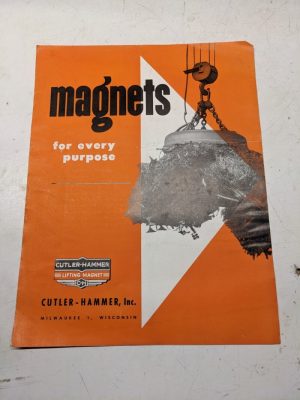 magnets
for every
purpose
CUTLER-HAMMER
LIFTING MAGNET
C-H
CUTLER-HAMMER, Inc.
MILWAUKEE 1, WISCONSIN